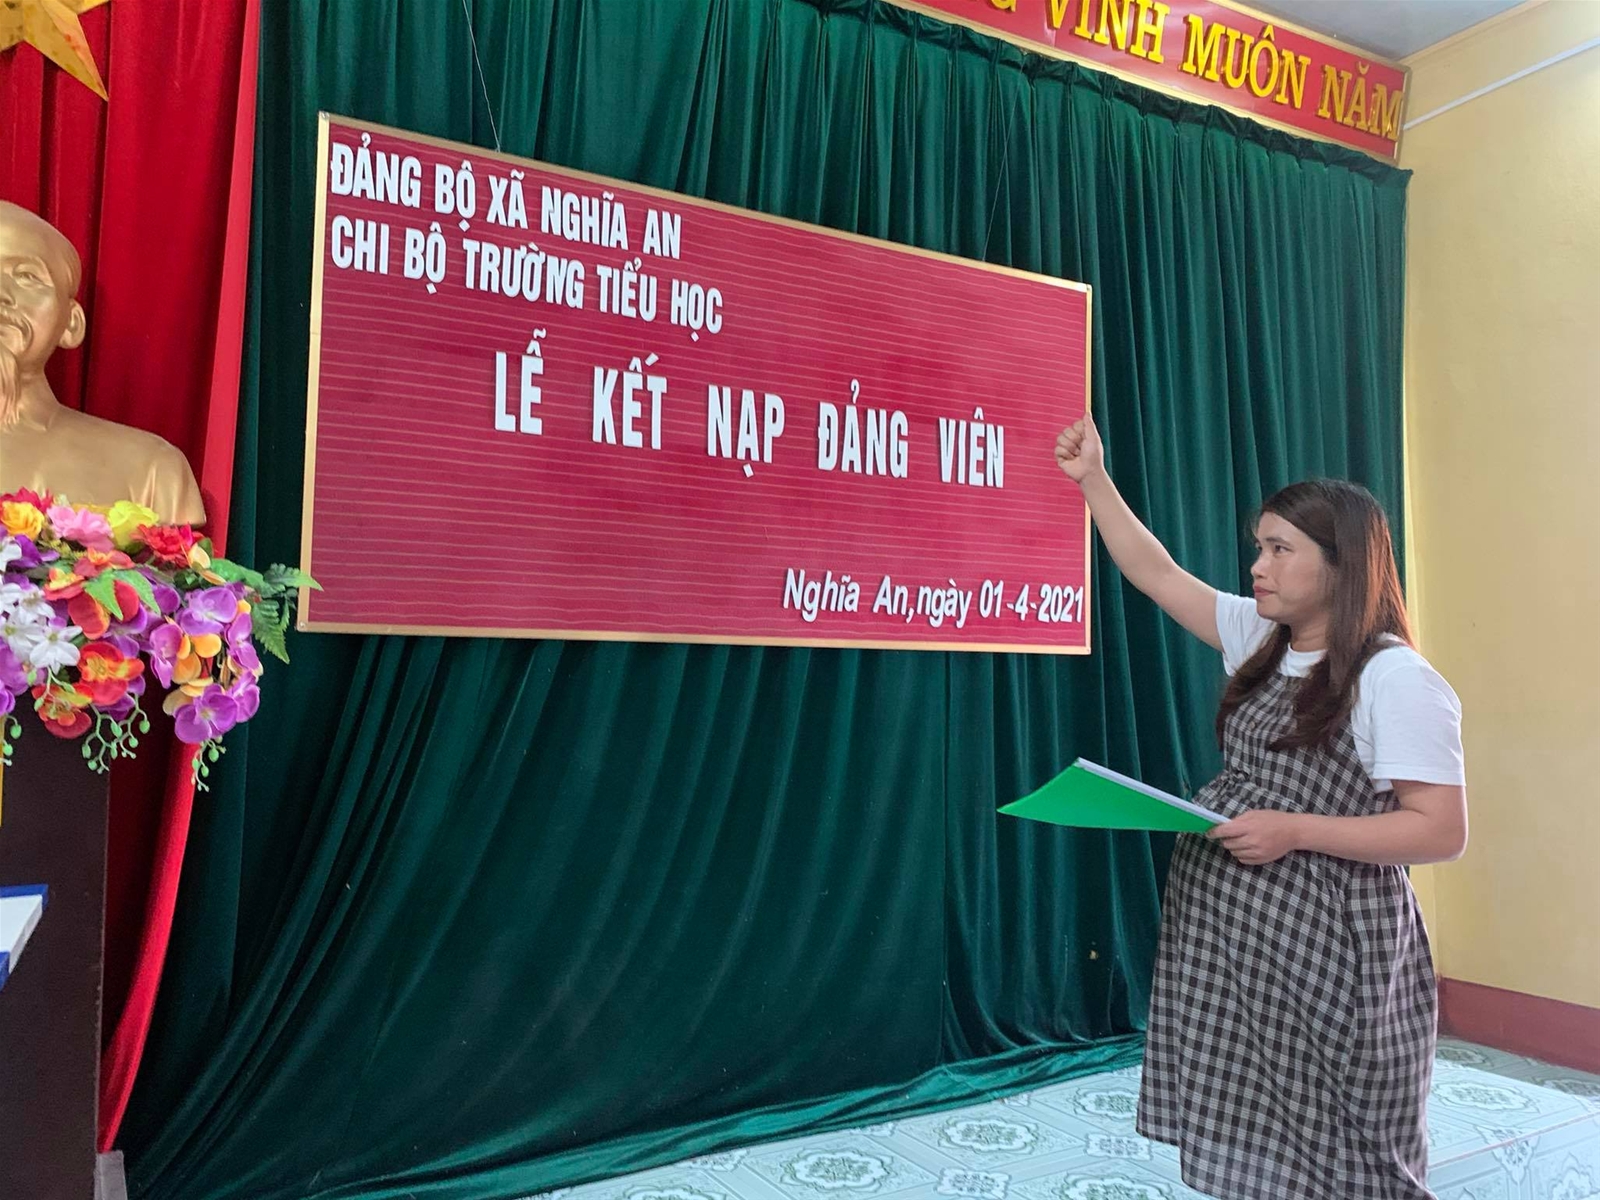 VINH MUÔN NĂM
ĐẢNG BỘ XÃ NGHĨA AN
CHI BỘ TRƯỜNG TIỂU HỌC
LỄ KẾT NẠP ĐẢNG VIÊN
Nghĩa An,ngày 01-4-2021